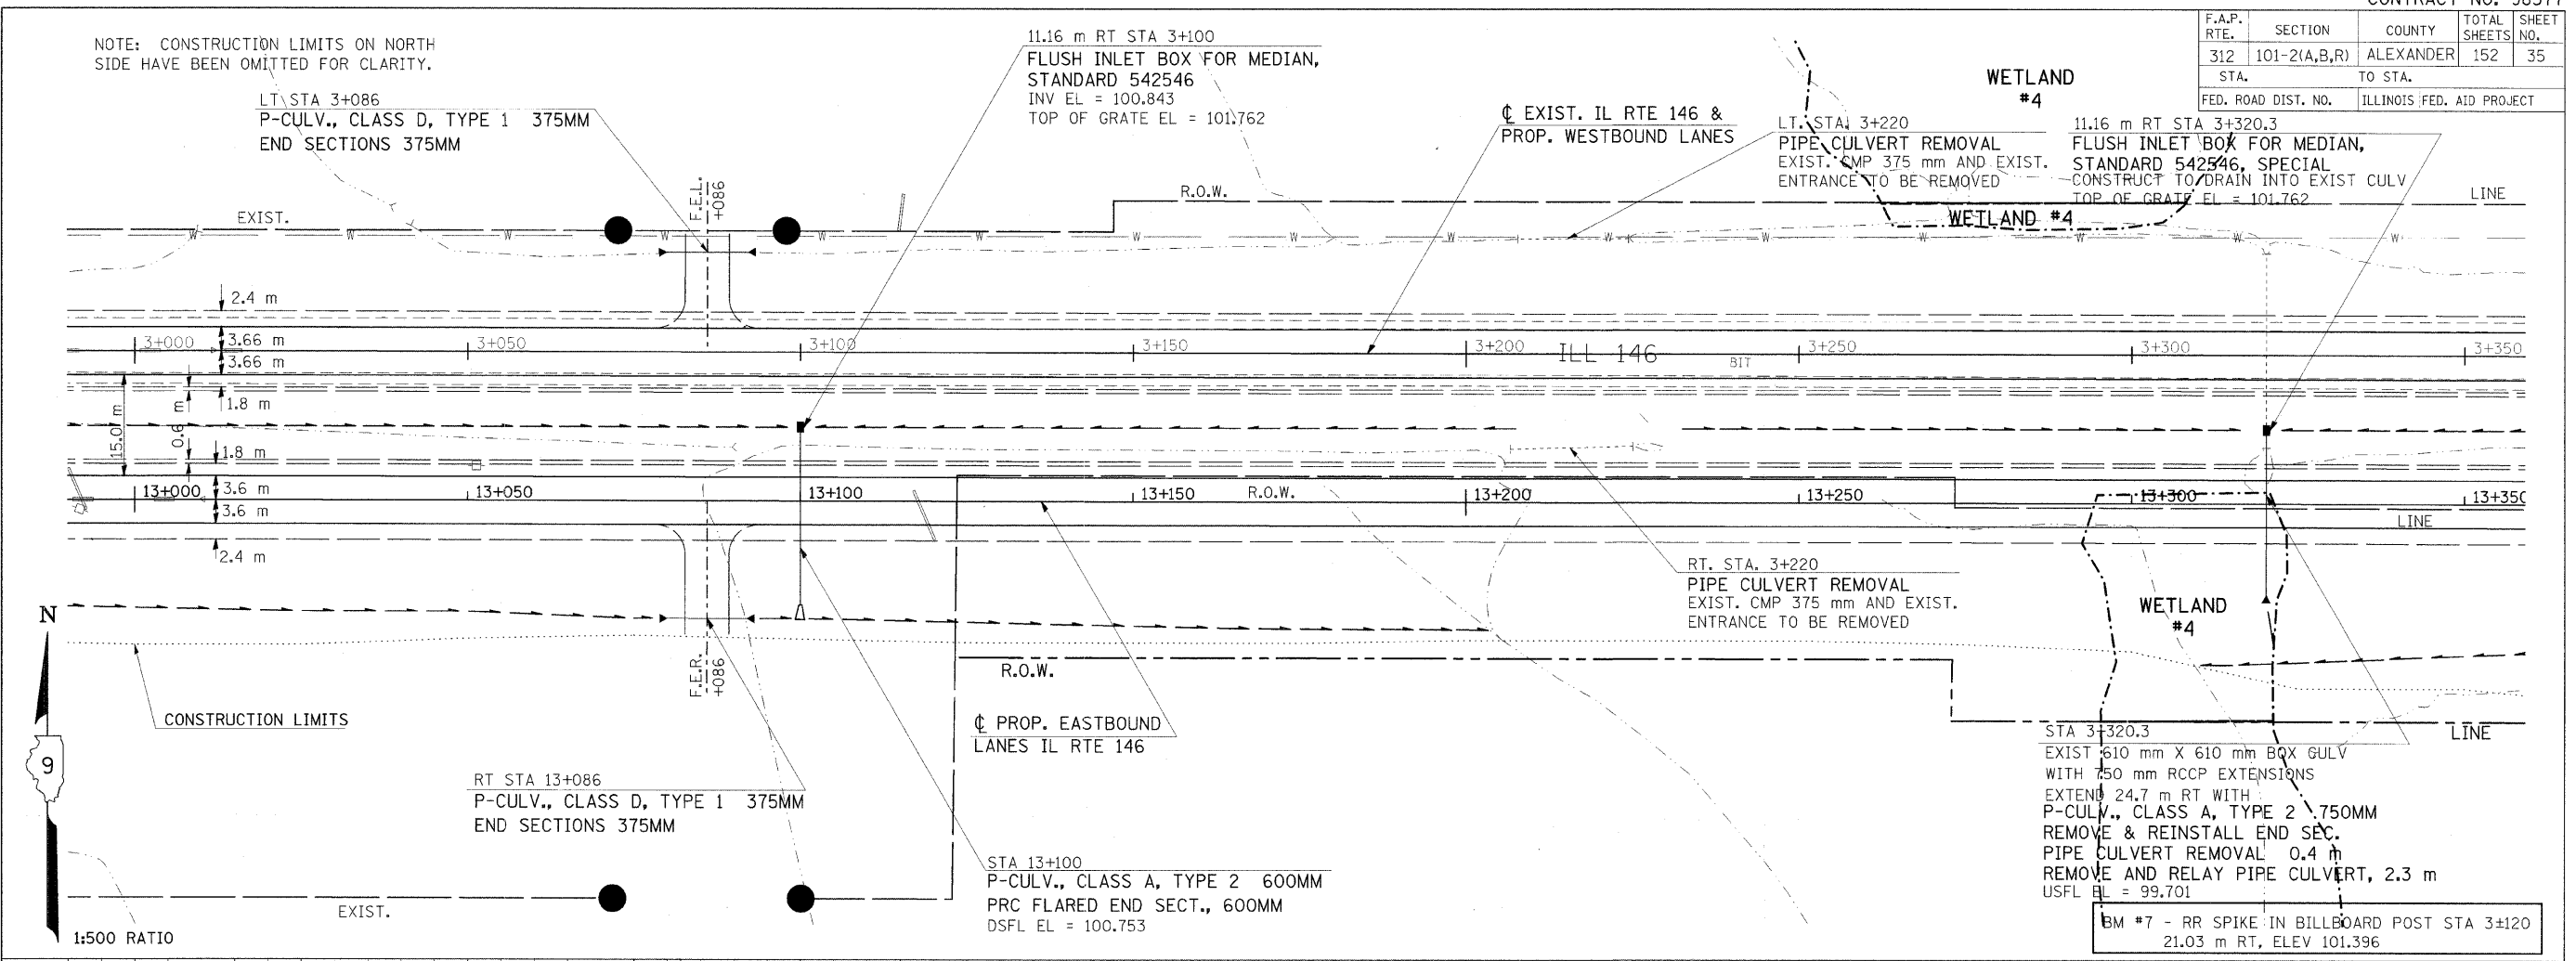 F.A.P. RTE. SECTION COUNTY TOTAL SHEETS SHEET NO.
312 101-2(A,B,R) ALEXANDER 152 35
STA. TO STA.
FED. ROAD DIST. NO. ILLINOIS FED. AID PROJECT
NOTE: CONSTRUCTION LIMITS ON NORTH
SIDE HAVE BEEN OMITTED FOR CLARITY.
LT STA 3+086
P-CULV., CLASS D, TYPE 1 375MM
END SECTIONS 375MM
11.16 m RT STA 3+100
FLUSH INLET BOX FOR MEDIAN,
STANDARD 542546
INV EL = 100.843
TOP OF GRATE EL = 101.762
℄ EXIST. IL RTE 146 &
PROP. WESTBOUND LANES
WETLAND
#4
LT. STA. 3+220
PIPE CULVERT REMOVAL
EXIST. CMP 375 mm AND EXIST.
ENTRANCE TO BE REMOVED
11.16 m RT STA 3+320.3
FLUSH INLET BOX FOR MEDIAN,
STANDARD 542546, SPECIAL
CONSTRUCT TO DRAIN INTO EXIST CULV
TOP OF GRATE EL = 101.762
F.E.L.
+086
EXIST.
R.O.W.
LINE
WETLAND #4
W W W W W W W W W W W W W W W
2.4 m
3.66 m
3.66 m
1.8 m
15.0 m
0.6 m
1.8 m
3.6 m
3.6 m
2.4 m
3+000 3+050 3+100 3+150 3+200 ILL 146 BIT 3+250 3+300 3+350
13+000 13+050 13+100 13+150 R.O.W. 13+200 13+250 13+300 13+350
LINE
RT. STA. 3+220
PIPE CULVERT REMOVAL
EXIST. CMP 375 mm AND EXIST.
ENTRANCE TO BE REMOVED
WETLAND
#4
N
F.E.R.
+086
R.O.W.
CONSTRUCTION LIMITS
℄ PROP. EASTBOUND
LANES IL RTE 146
LINE
9
RT STA 13+086
P-CULV., CLASS D, TYPE 1 375MM
END SECTIONS 375MM
STA 3+320.3
EXIST 610 mm X 610 mm BOX CULV
WITH 750 mm RCCP EXTENSIONS
EXTEND 24.7 m RT WITH
P-CULV., CLASS A, TYPE 2 750MM
REMOVE & REINSTALL END SEC.
PIPE CULVERT REMOVAL 0.4 m
REMOVE AND RELAY PIPE CULVERT, 2.3 m
USFL EL = 99.701
STA 13+100
P-CULV., CLASS A, TYPE 2 600MM
PRC FLARED END SECT., 600MM
DSFL EL = 100.753
EXIST.
1:500 RATIO
BM #7 - RR SPIKE IN BILLBOARD POST STA 3±120
21.03 m RT, ELEV 101.396